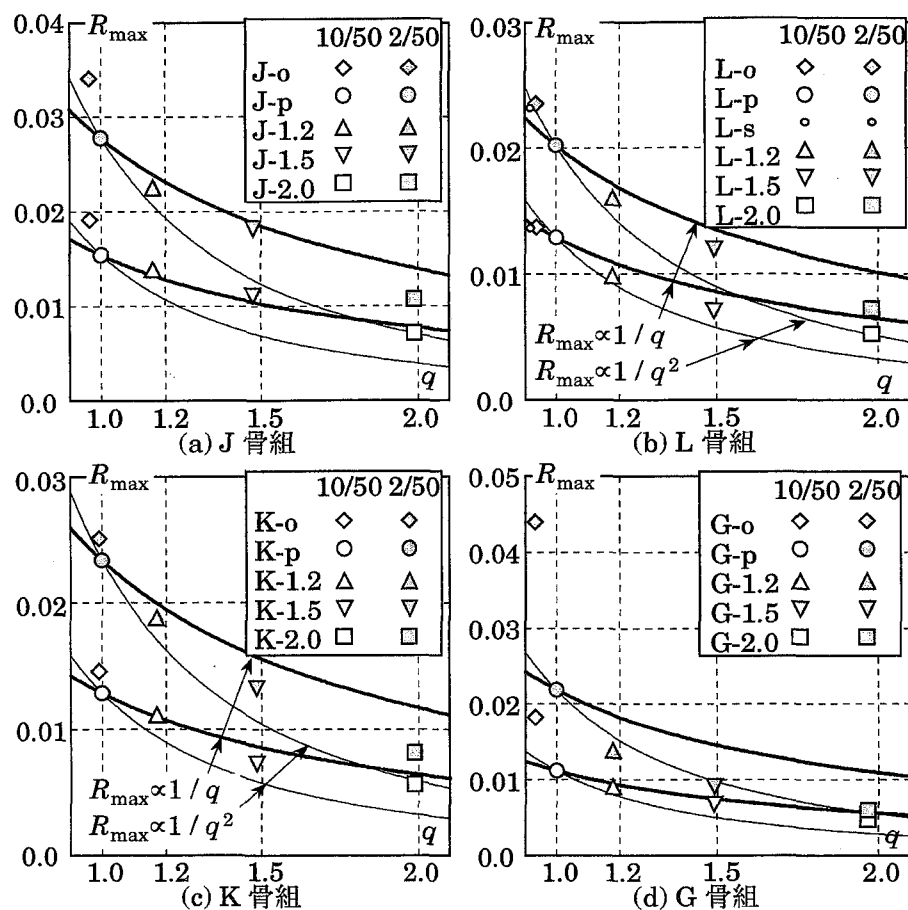 0.04
R_max
10/50 2/50
J-o
J-p
J-1.2
J-1.5
J-2.0
0.03
0.02
0.01
0.0
q
1.0 1.2 1.5 2.0
(a) J 骨組
0.03
R_max
10/50 2/50
L-o
L-p
L-s
L-1.2
L-1.5
L-2.0
0.02
0.01
R_max∝1/q
R_max∝1/q²
q
0.0
1.0 1.2 1.5 2.0
(b) L 骨組
0.03
R_max
10/50 2/50
K-o
K-p
K-1.2
K-1.5
K-2.0
0.02
0.01
R_max∝1/q
R_max∝1/q²
q
0.0
1.0 1.2 1.5 2.0
(c) K 骨組
0.05
R_max
10/50 2/50
G-o
G-p
G-1.2
G-1.5
G-2.0
0.04
0.03
0.02
0.01
q
0.0
1.0 1.2 1.5 2.0
(d) G 骨組